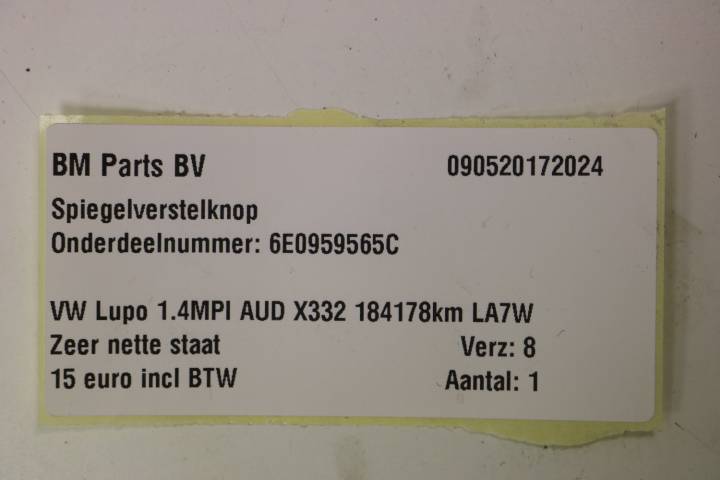 BM Parts BV 090520172024
Spiegelverstelknop
Onderdeelnummer: 6E0959565C
VW Lupo 1.4MPI AUD X332 184178km LA7W
Zeer nette staat Verz: 8
15 euro incl BTW Aantal: 1